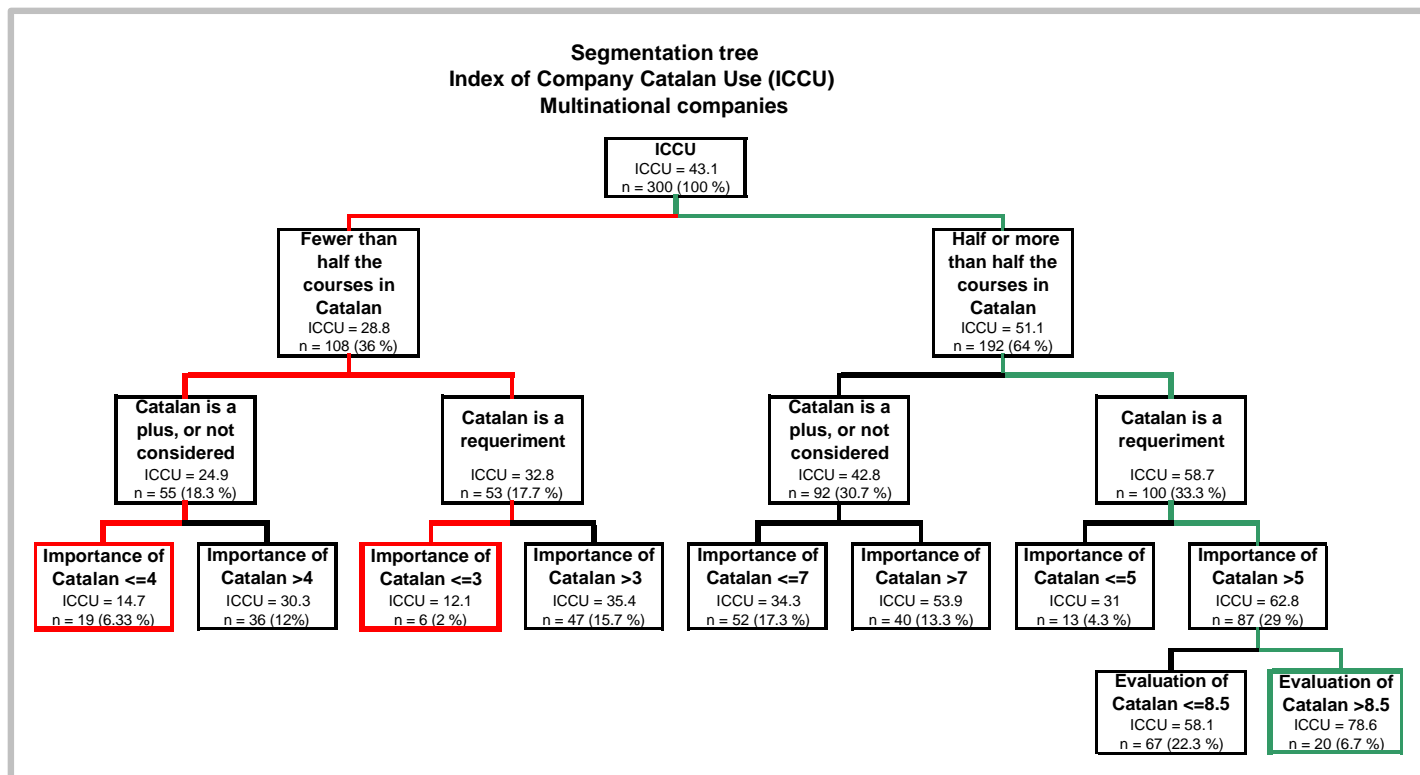 Segmentation tree
Index of Company Catalan Use (ICCU)
Multinational companies
ICCU
ICCU = 43.1
n = 300 (100 %)
Fewer than
half the
courses in
Catalan
ICCU = 28.8
n = 108 (36 %)
Half or more
than half the
courses in
Catalan
ICCU = 51.1
n = 192 (64 %)
Catalan is a
plus, or not
considered
ICCU = 24.9
n = 55 (18.3 %)
Catalan is a
requeriment
ICCU = 32.8
n = 53 (17.7 %)
Catalan is a
plus, or not
considered
ICCU = 42.8
n = 92 (30.7 %)
Catalan is a
requeriment
ICCU = 58.7
n = 100 (33.3 %)
Importance of
Catalan <=4
ICCU = 14.7
n = 19 (6.33 %)
Importance of
Catalan >4
ICCU = 30.3
n = 36 (12%)
Importance of
Catalan <=3
ICCU = 12.1
n = 6 (2 %)
Importance of
Catalan >3
ICCU = 35.4
n = 47 (15.7 %)
Importance of
Catalan <=7
ICCU = 34.3
n = 52 (17.3 %)
Importance of
Catalan >7
ICCU = 53.9
n = 40 (13.3 %)
Importance of
Catalan <=5
ICCU = 31
n = 13 (4.3 %)
Importance of
Catalan >5
ICCU = 62.8
n = 87 (29 %)
Evaluation of
Catalan <=8.5
ICCU = 58.1
n = 67 (22.3 %)
Evaluation of
Catalan >8.5
ICCU = 78.6
n = 20 (6.7 %)